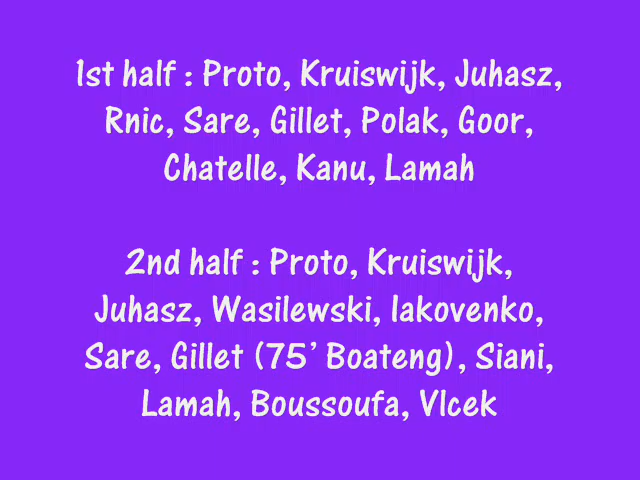 1st half : Proto, Kruiswijk, Juhasz,
Rnic, Sare, Gillet, Polak, Goor,
Chatelle, Kanu, Lamah
2nd half : Proto, Kruiswijk,
Juhasz, Wasilewski, Iakovenko,
Sare, Gillet (75’ Boateng), Siani,
Lamah, Boussoufa, Vlcek